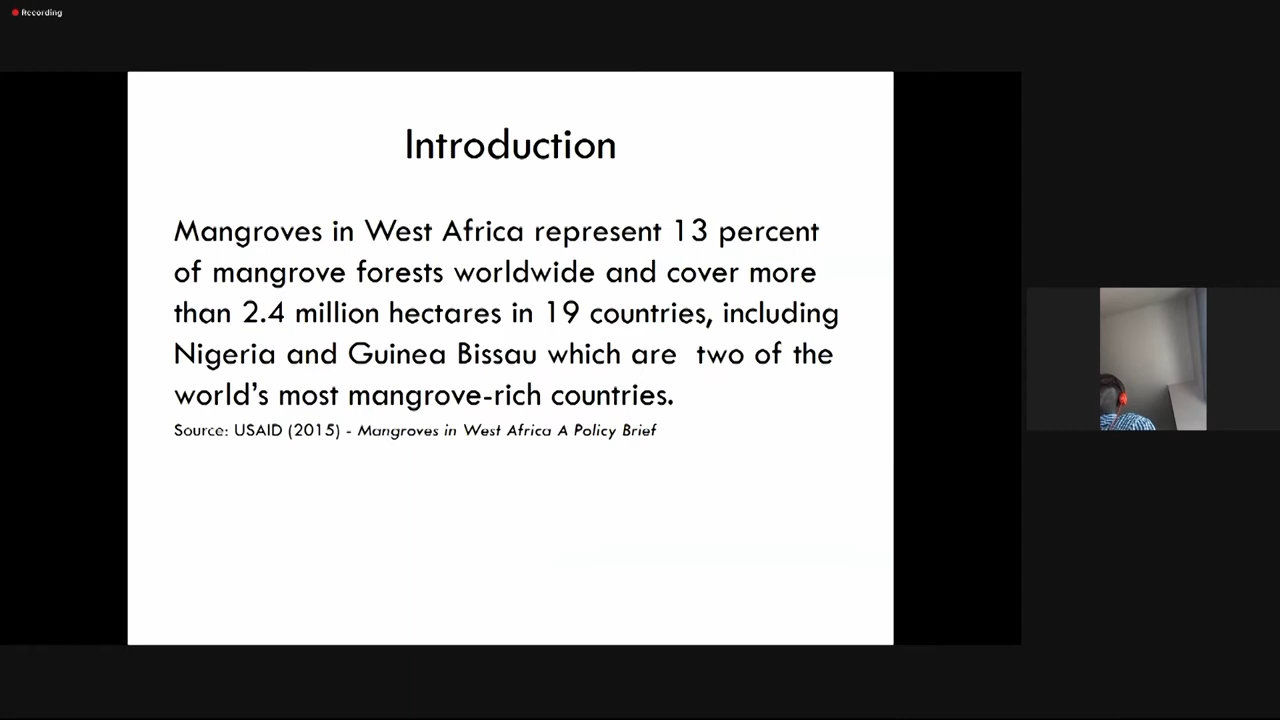 Recording
Introduction
Mangroves in West Africa represent 13 percent
of mangrove forests worldwide and cover more
than 2.4 million hectares in 19 countries, including
Nigeria and Guinea Bissau which are  two of the
world’s most mangrove-rich countries.
Source: USAID (2015) - Mangroves in West Africa A Policy Brief